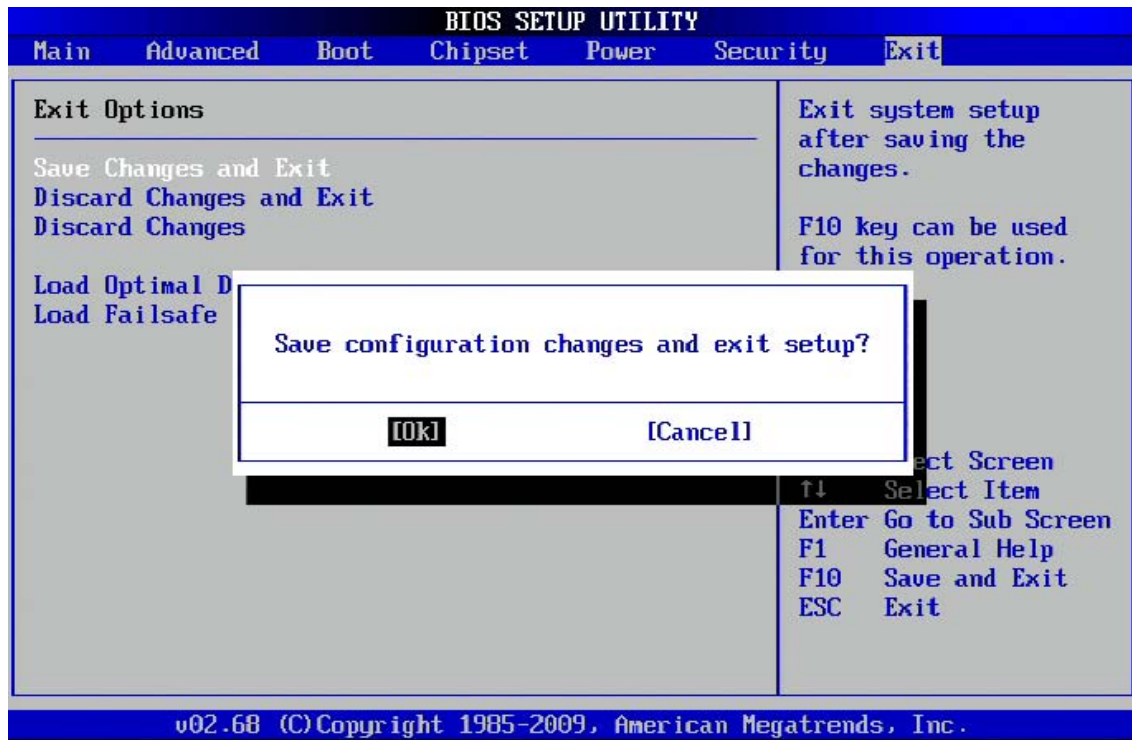 BIOS SETUP UTILITY
Main Advanced Boot Chipset Power Security Exit
Exit Options
Save Changes and Exit
Discard Changes and Exit
Discard Changes
Load Optimal D
Load Failsafe
Save configuration changes and exit setup?
[Ok] [Cancel]
Exit system setup
after saving the
changes.
F10 key can be used
for this operation.
ect Screen
↑↓ Select Item
Enter Go to Sub Screen
F1 General Help
F10 Save and Exit
ESC Exit
v02.68 (C)Copyright 1985-2009, American Megatrends, Inc.